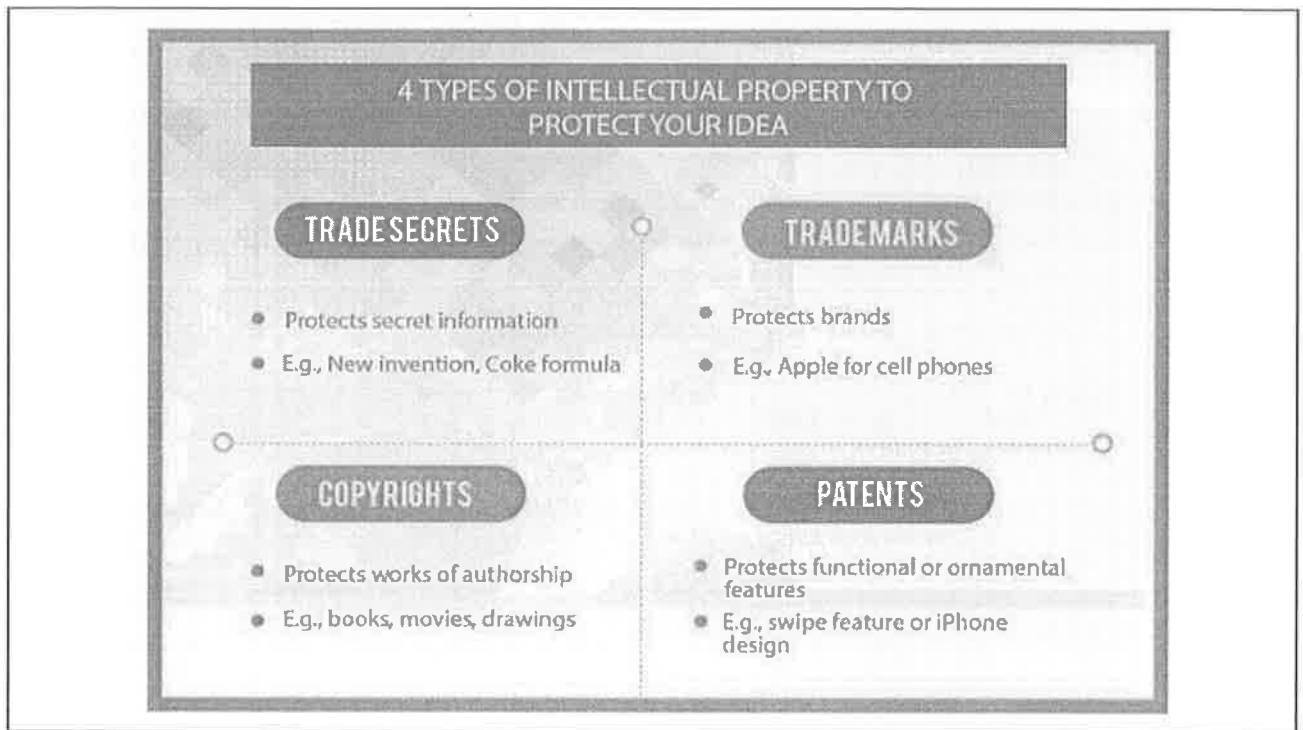 4 TYPES OF INTELLECTUAL PROPERTY TO
PROTECT YOUR IDEA
TRADE SECRETS
• Protects secret information
• E.g., New invention, Coke formula
TRADEMARKS
• Protects brands
• E.g., Apple for cell phones
COPYRIGHTS
• Protects works of authorship
• E.g., books, movies, drawings
PATENTS
• Protects functional or ornamental
features
• E.g., swipe feature or iPhone
design